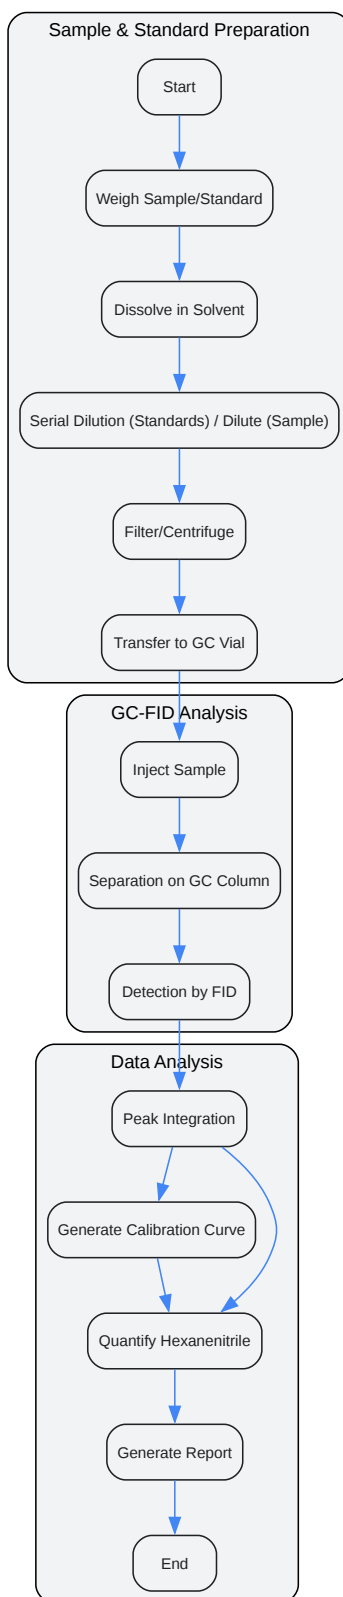 Sample & Standard Preparation
Start
Weigh Sample/Standard
Dissolve in Solvent
Serial Dilution (Standards) / Dilute (Sample)
Filter/Centrifuge
Transfer to GC Vial
GC-FID Analysis
Inject Sample
Separation on GC Column
Detection by FID
Data Analysis
Peak Integration
Generate Calibration Curve
Quantify Hexanenitrile
Generate Report
End